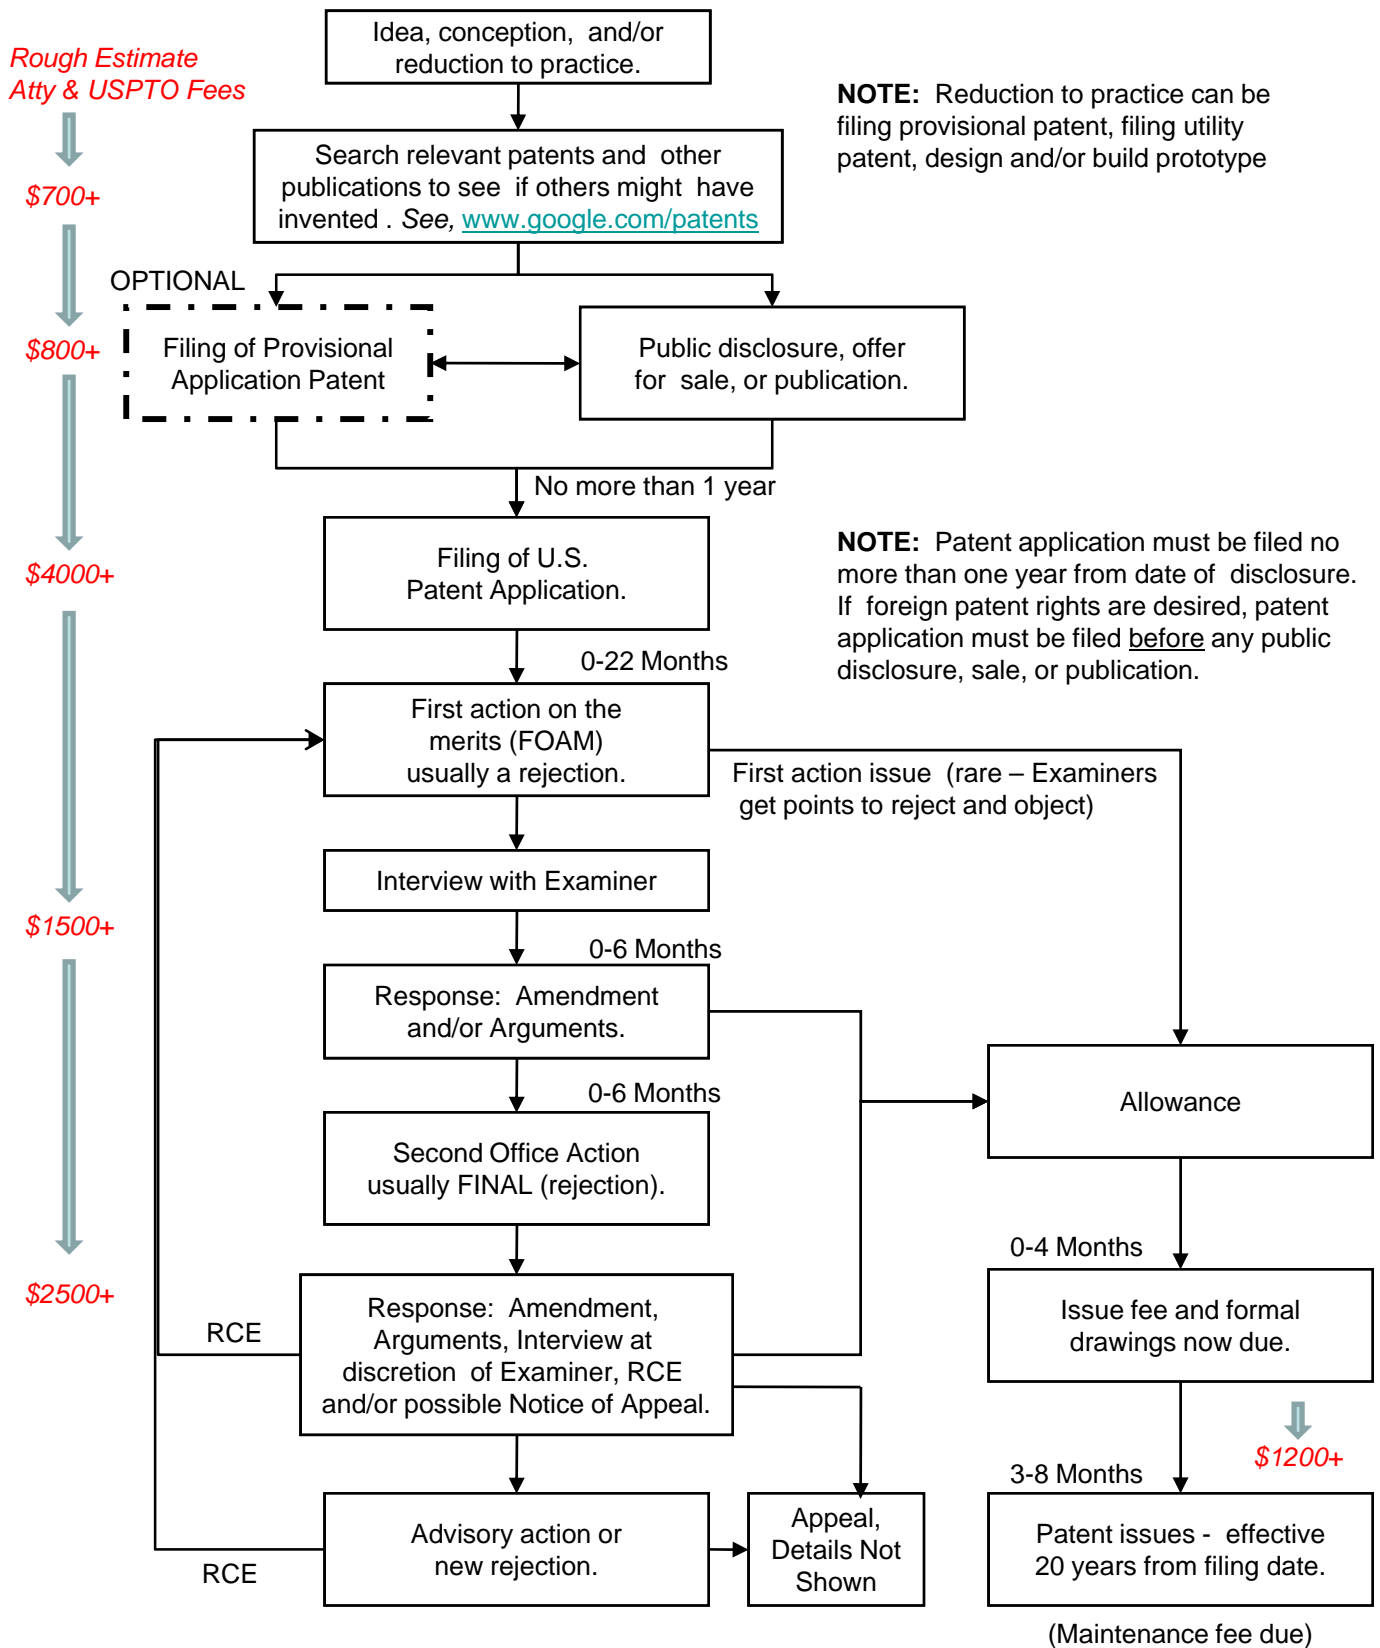 Idea, conception, and/or
reduction to practice.
Rough Estimate
Atty & USPTO Fees
NOTE: Reduction to practice can be
filing provisional patent, filing utility
patent, design and/or build prototype
Search relevant patents and other
publications to see if others might have
invented . See, www.google.com/patents
$700+
OPTIONAL
$800+
Filing of Provisional
Application Patent
Public disclosure, offer
for sale, or publication.
No more than 1 year
$4000+
Filing of U.S.
Patent Application.
NOTE: Patent application must be filed no
more than one year from date of disclosure.
If foreign patent rights are desired, patent
application must be filed before any public
disclosure, sale, or publication.
0-22 Months
First action on the
merits (FOAM)
usually a rejection.
First action issue (rare – Examiners
get points to reject and object)
Interview with Examiner
$1500+
0-6 Months
Response: Amendment
and/or Arguments.
0-6 Months
Allowance
Second Office Action
usually FINAL (rejection).
0-4 Months
$2500+
Response: Amendment,
Arguments, Interview at
discretion of Examiner, RCE
and/or possible Notice of Appeal.
RCE
Issue fee and formal
drawings now due.
$1200+
3-8 Months
Advisory action or
new rejection.
RCE
Appeal,
Details Not
Shown
Patent issues - effective
20 years from filing date.
(Maintenance fee due)